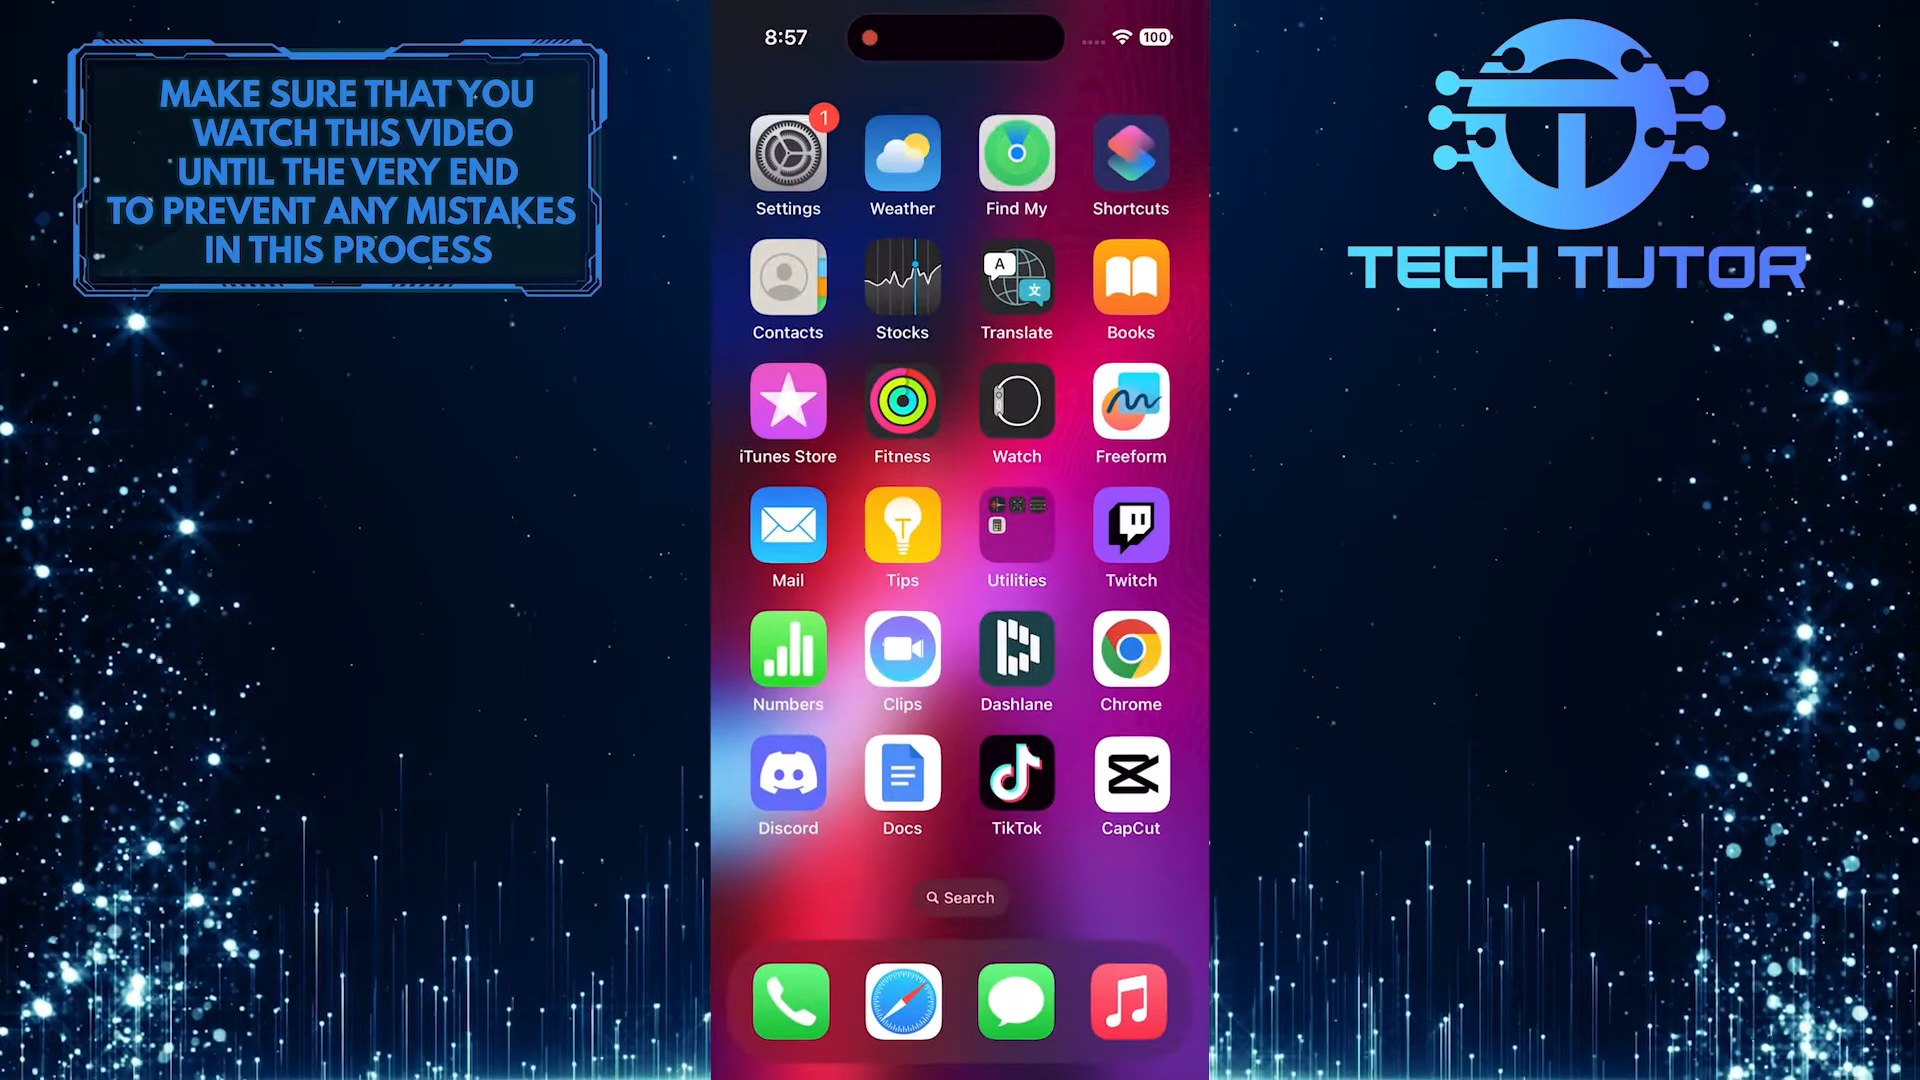 MAKE SURE THAT YOU
WATCH THIS VIDEO
UNTIL THE VERY END
TO PREVENT ANY MISTAKES
IN THIS PROCESS
8:57
100
TECH TUTOR
1
Settings
Weather
Find My
Shortcuts
A
文
Contacts
Stocks
Translate
Books
iTunes Store
Fitness
Watch
Freeform
Mail
Tips
Utilities
Twitch
Numbers
Clips
Dashlane
Chrome
Discord
Docs
TikTok
CapCut
Search